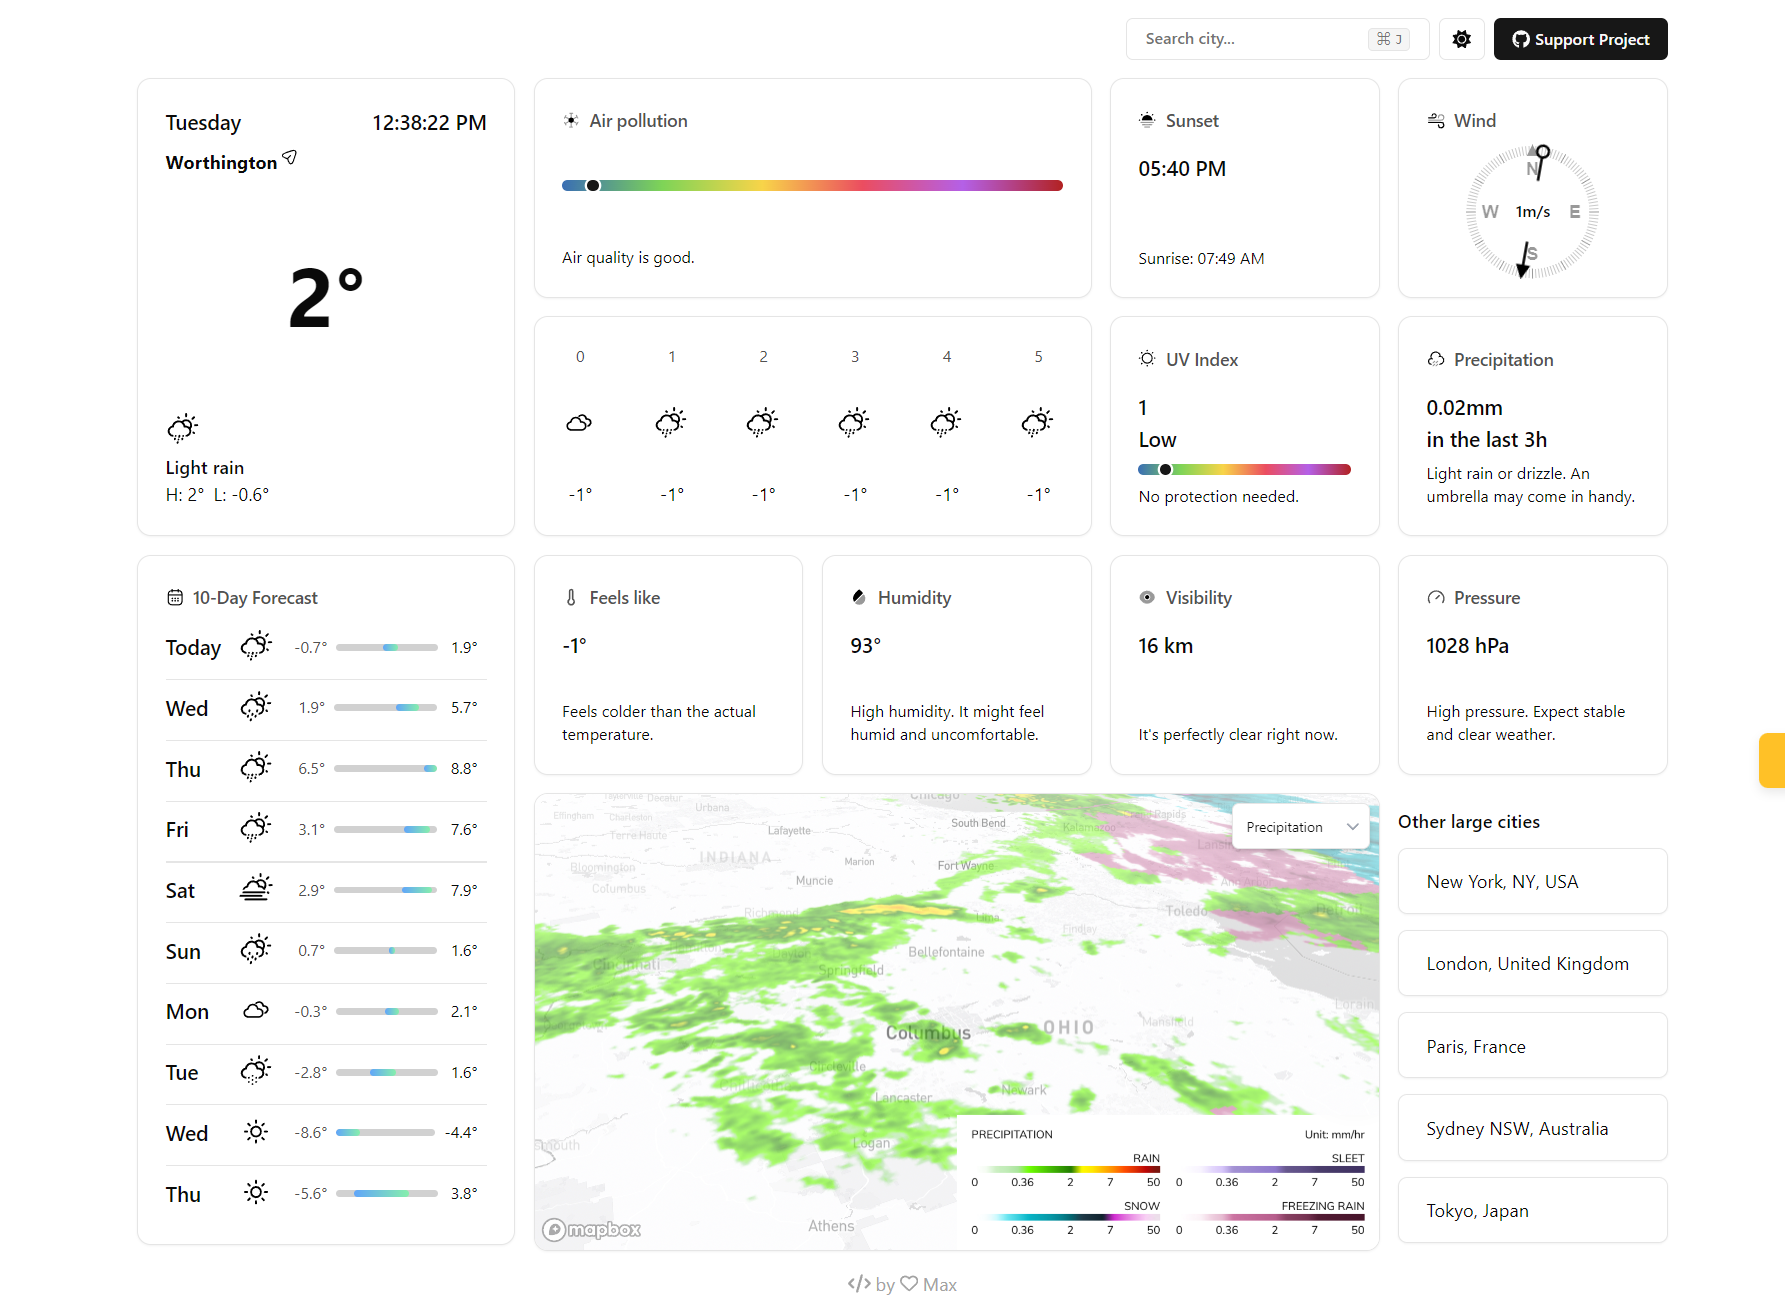 Search city...
⌘ J
Support Project
Tuesday
12:38:22 PM
Worthington
2°
Light rain
H: 2° L: -0.6°
Air pollution
Air quality is good.
Sunset
05:40 PM
Sunrise: 07:49 AM
Wind
N
W 1m/s E
S
0 1 2 3 4 5
-1° -1° -1° -1° -1° -1°
UV Index
1
Low
No protection needed.
Precipitation
0.02mm
in the last 3h
Light rain or drizzle. An
umbrella may come in handy.
10-Day Forecast
Today -0.7° 1.9°
Wed 1.9° 5.7°
Thu 6.5° 8.8°
Fri 3.1° 7.6°
Sat 2.9° 7.9°
Sun 0.7° 1.6°
Mon -0.3° 2.1°
Tue -2.8° 1.6°
Wed -8.6° -4.4°
Thu -5.6° 3.8°
Feels like
-1°
Feels colder than the actual
temperature.
Humidity
93°
High humidity. It might feel
humid and uncomfortable.
Visibility
16 km
It's perfectly clear right now.
Pressure
1028 hPa
High pressure. Expect stable
and clear weather.
Precipitation
Chicago
Taylorville Decatur
Urbana
Effingham Charleston
Terre Haute
Lafayette
South Bend
Kalamazoo
INDIANA
Marion
Fort Wayne
Bloomington
Muncie
Columbus
Ann Arbor
Richmond
Lima
Toledo
Detroit
Findlay
Dayton
Bellefontaine
Cincinnati
Springfield
Lorain
Columbus
OHIO
Mansfield
Circleville
Chillicothe
Newark
Lancaster
Logan
Athens
mapbox
PRECIPITATION Unit: mm/hr
RAIN SLEET
0 0.36 2 7 50 0 0.36 2 7 50
SNOW FREEZING RAIN
0 0.36 2 7 50 0 0.36 2 7 50
Other large cities
New York, NY, USA
London, United Kingdom
Paris, France
Sydney NSW, Australia
Tokyo, Japan
</> by ♡ Max